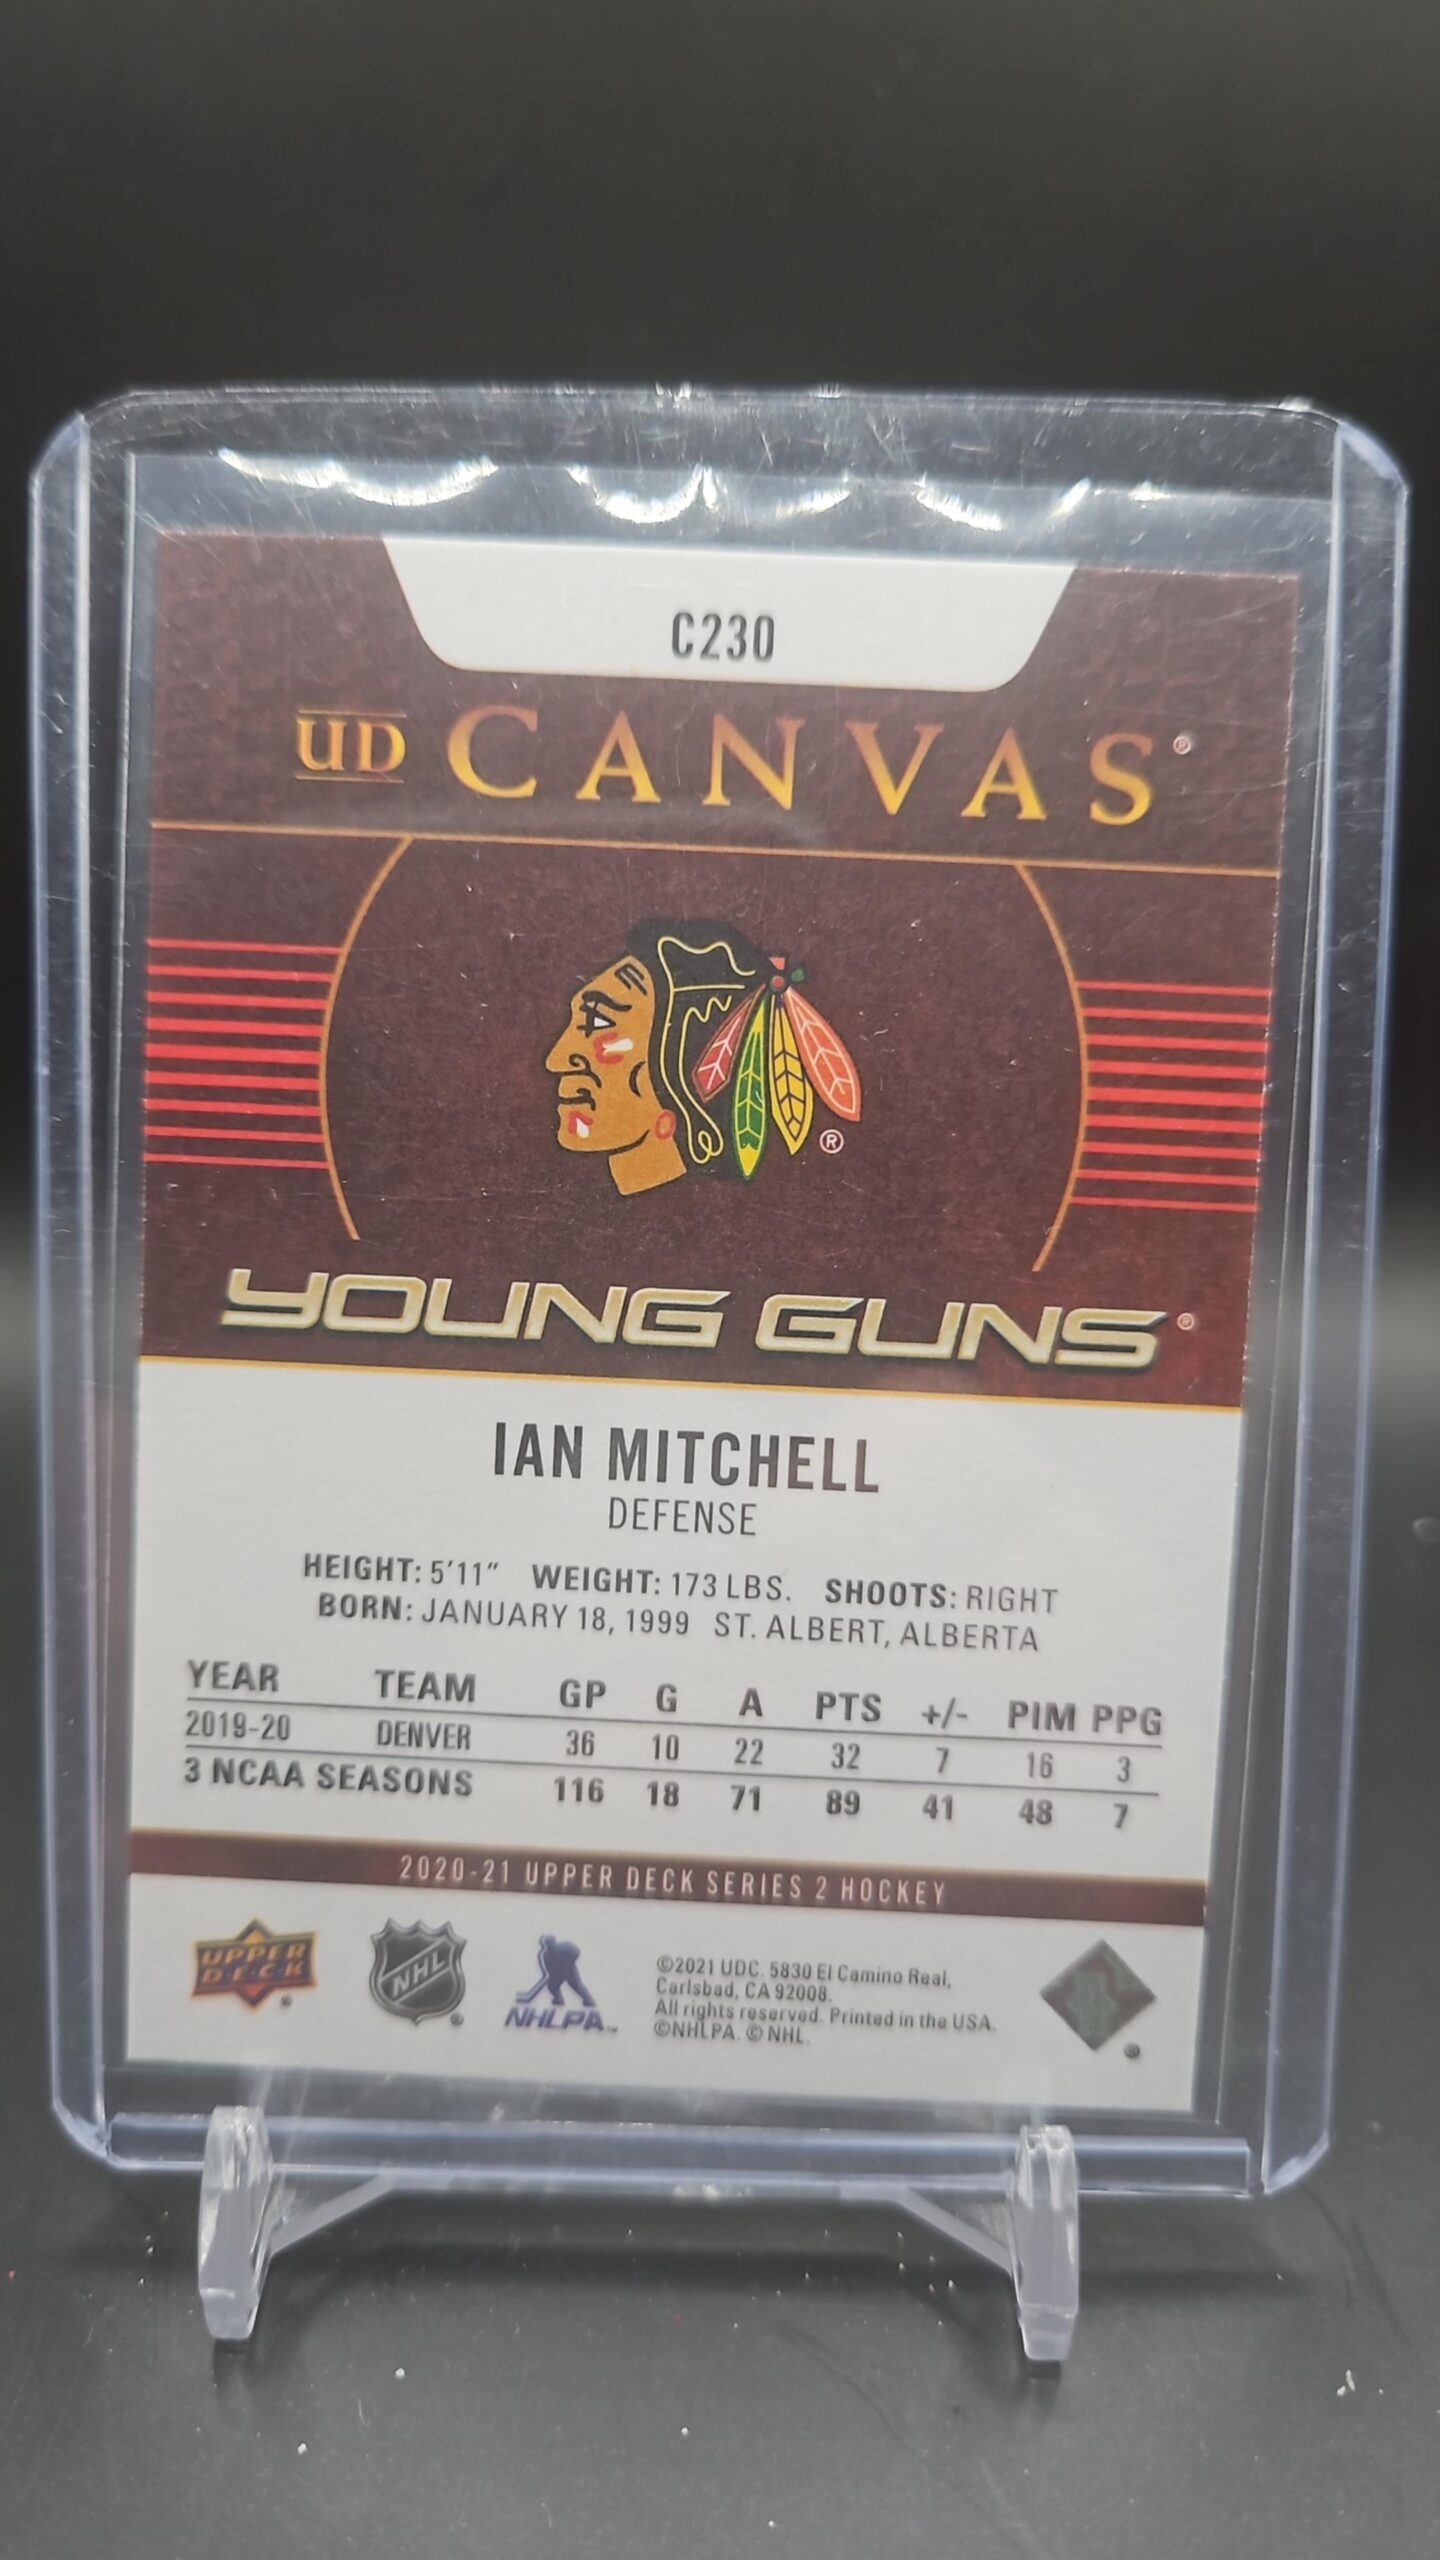 C230
UD CANVAS®
®
YOUNG GUNS®
IAN MITCHELL
DEFENSE
HEIGHT: 5'11" WEIGHT: 173 LBS. SHOOTS: RIGHT
BORN: JANUARY 18, 1999 ST. ALBERT, ALBERTA
YEAR TEAM GP G A PTS +/- PIM PPG
2019-20 DENVER 36 10 22 32 7 16 3
3 NCAA SEASONS 116 18 71 89 41 48 7
2020-21 UPPER DECK SERIES 2 HOCKEY
UPPER
DECK®
NHL®
NHLPA™
©2021 UDC. 5830 El Camino Real,
Carlsbad, CA 92008.
All rights reserved. Printed in the USA.
©NHLPA. ©NHL.
®